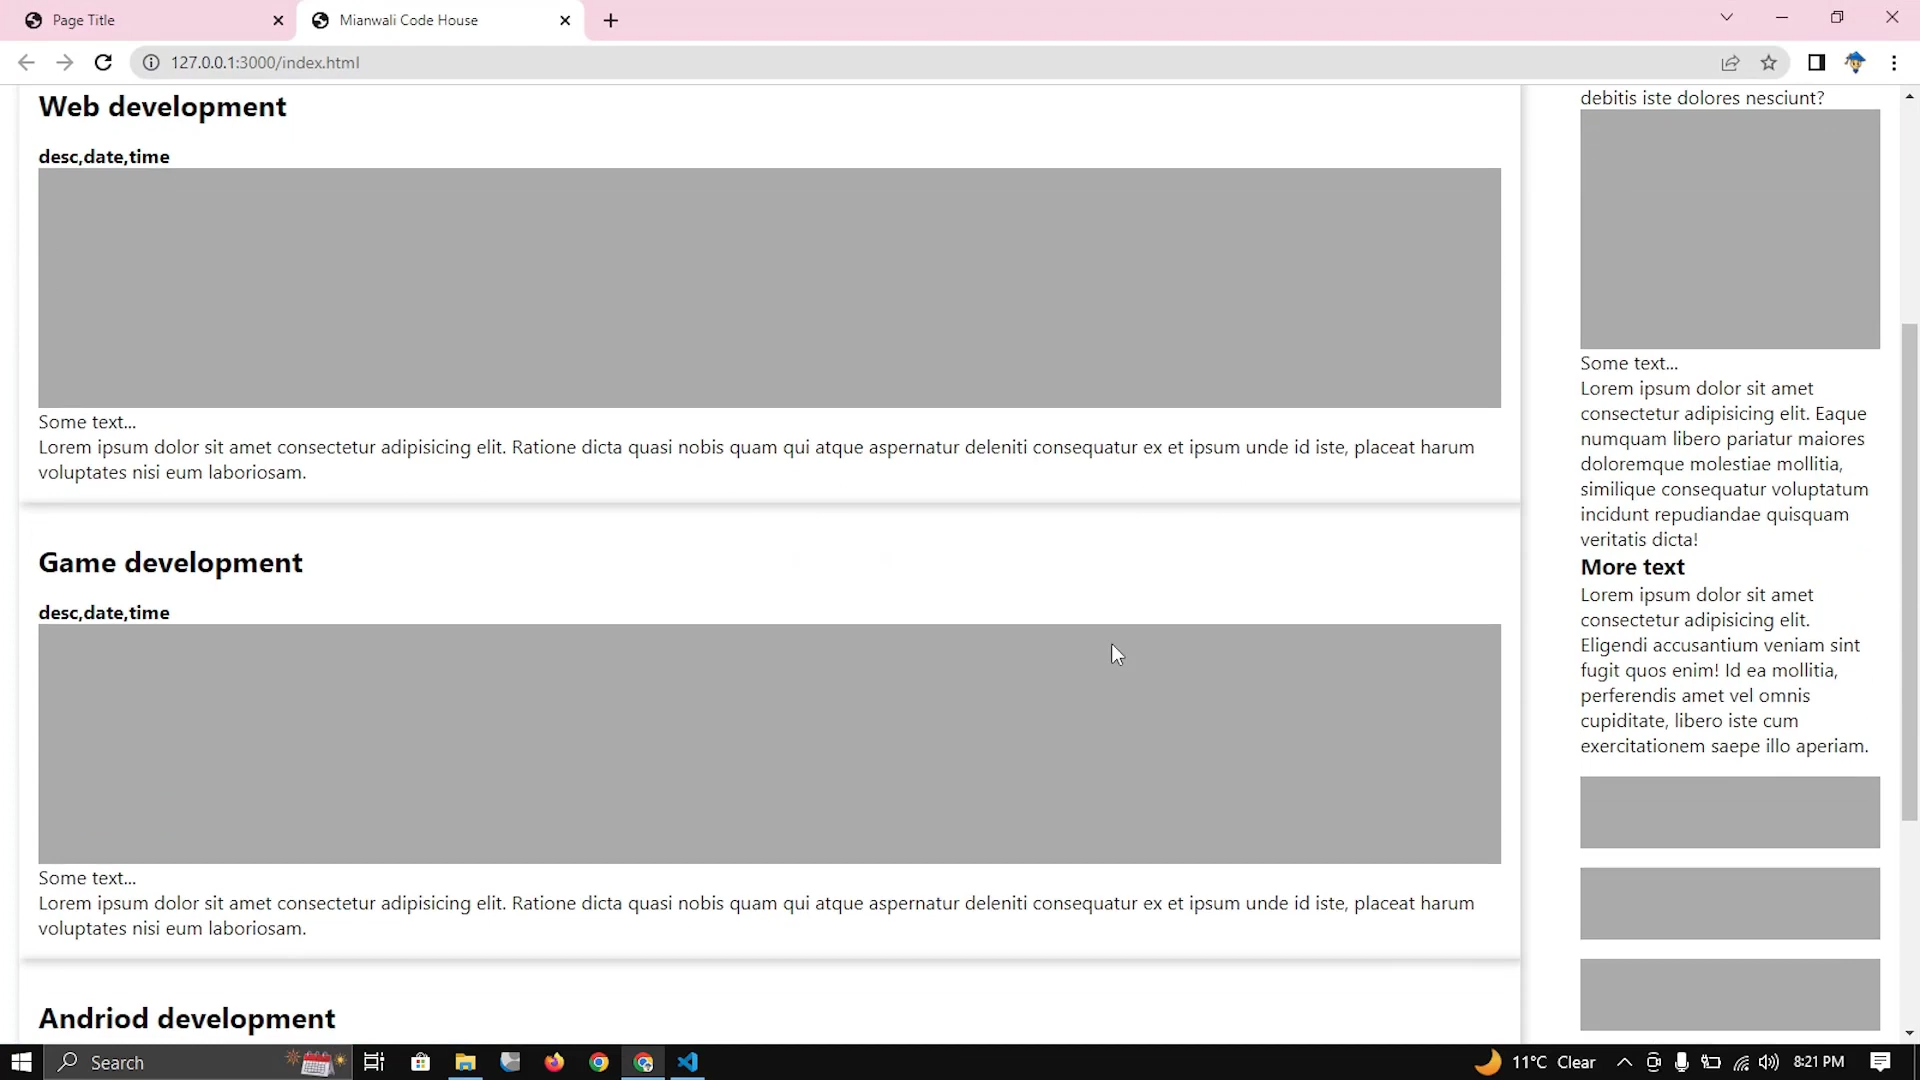 Page Title
Mianwali Code House
127.0.0.1:3000/index.html
Web development
desc,date,time
Some text...
Lorem ipsum dolor sit amet consectetur adipisicing elit. Ratione dicta quasi nobis quam qui atque aspernatur deleniti consequatur ex et ipsum unde id iste, placeat harum
voluptates nisi eum laboriosam.
Game development
desc,date,time
Some text...
Lorem ipsum dolor sit amet consectetur adipisicing elit. Ratione dicta quasi nobis quam qui atque aspernatur deleniti consequatur ex et ipsum unde id iste, placeat harum
voluptates nisi eum laboriosam.
Andriod development
debitis iste dolores nesciunt?
Some text...
Lorem ipsum dolor sit amet
consectetur adipisicing elit. Eaque
numquam libero pariatur maiores
doloremque molestiae mollitia,
similique consequatur voluptatum
incidunt repudiandae quisquam
veritatis dicta!
More text
Lorem ipsum dolor sit amet
consectetur adipisicing elit.
Eligendi accusantium veniam sint
fugit quos enim! Id ea mollitia,
perferendis amet vel omnis
cupiditate, libero iste cum
exercitationem saepe illo aperiam.
Search
11°C Clear
8:21 PM